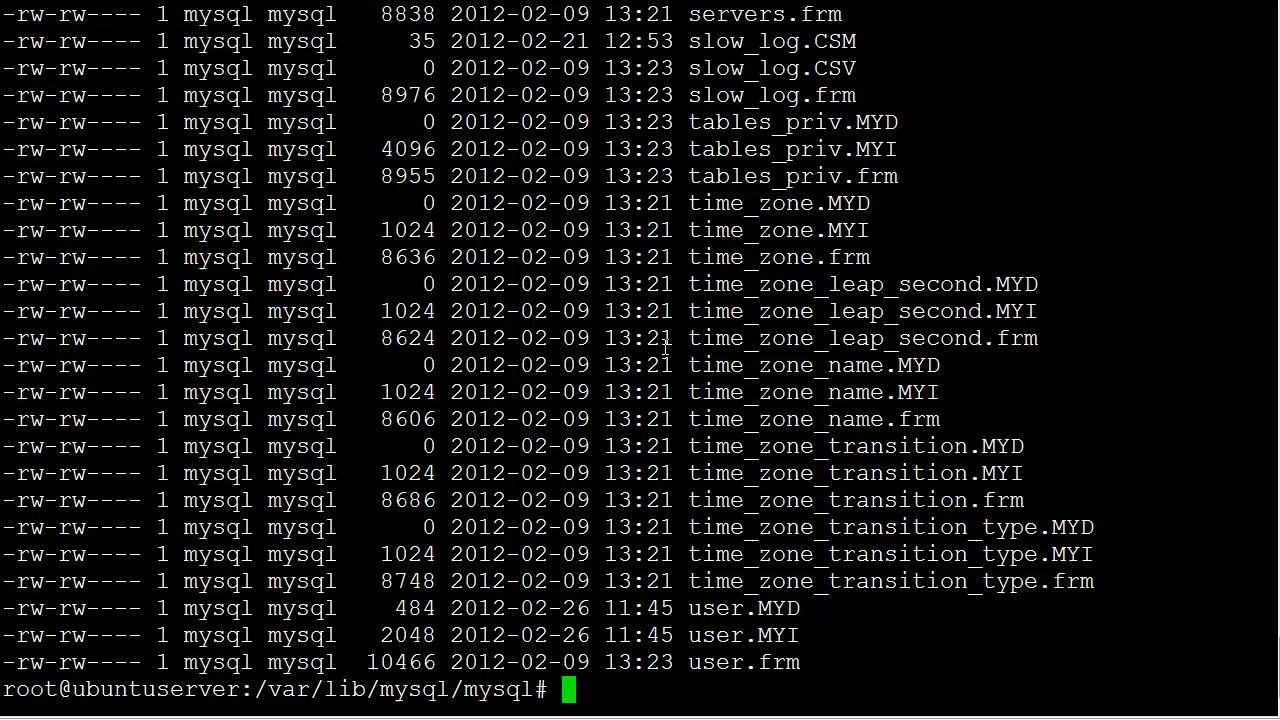 -rw-rw---- 1 mysql mysql  8838 2012-02-09 13:21 servers.frm
-rw-rw---- 1 mysql mysql    35 2012-02-21 12:53 slow_log.CSM
-rw-rw---- 1 mysql mysql     0 2012-02-09 13:23 slow_log.CSV
-rw-rw---- 1 mysql mysql  8976 2012-02-09 13:23 slow_log.frm
-rw-rw---- 1 mysql mysql     0 2012-02-09 13:23 tables_priv.MYD
-rw-rw---- 1 mysql mysql  4096 2012-02-09 13:23 tables_priv.MYI
-rw-rw---- 1 mysql mysql  8955 2012-02-09 13:23 tables_priv.frm
-rw-rw---- 1 mysql mysql     0 2012-02-09 13:21 time_zone.MYD
-rw-rw---- 1 mysql mysql  1024 2012-02-09 13:21 time_zone.MYI
-rw-rw---- 1 mysql mysql  8636 2012-02-09 13:21 time_zone.frm
-rw-rw---- 1 mysql mysql     0 2012-02-09 13:21 time_zone_leap_second.MYD
-rw-rw---- 1 mysql mysql  1024 2012-02-09 13:21 time_zone_leap_second.MYI
-rw-rw---- 1 mysql mysql  8624 2012-02-09 13:21 time_zone_leap_second.frm
-rw-rw---- 1 mysql mysql     0 2012-02-09 13:21 time_zone_name.MYD
-rw-rw---- 1 mysql mysql  1024 2012-02-09 13:21 time_zone_name.MYI
-rw-rw---- 1 mysql mysql  8606 2012-02-09 13:21 time_zone_name.frm
-rw-rw---- 1 mysql mysql     0 2012-02-09 13:21 time_zone_transition.MYD
-rw-rw---- 1 mysql mysql  1024 2012-02-09 13:21 time_zone_transition.MYI
-rw-rw---- 1 mysql mysql  8686 2012-02-09 13:21 time_zone_transition.frm
-rw-rw---- 1 mysql mysql     0 2012-02-09 13:21 time_zone_transition_type.MYD
-rw-rw---- 1 mysql mysql  1024 2012-02-09 13:21 time_zone_transition_type.MYI
-rw-rw---- 1 mysql mysql  8748 2012-02-09 13:21 time_zone_transition_type.frm
-rw-rw---- 1 mysql mysql   484 2012-02-26 11:45 user.MYD
-rw-rw---- 1 mysql mysql  2048 2012-02-26 11:45 user.MYI
-rw-rw---- 1 mysql mysql 10466 2012-02-09 13:23 user.frm
root@ubuntuserver:/var/lib/mysql/mysql#